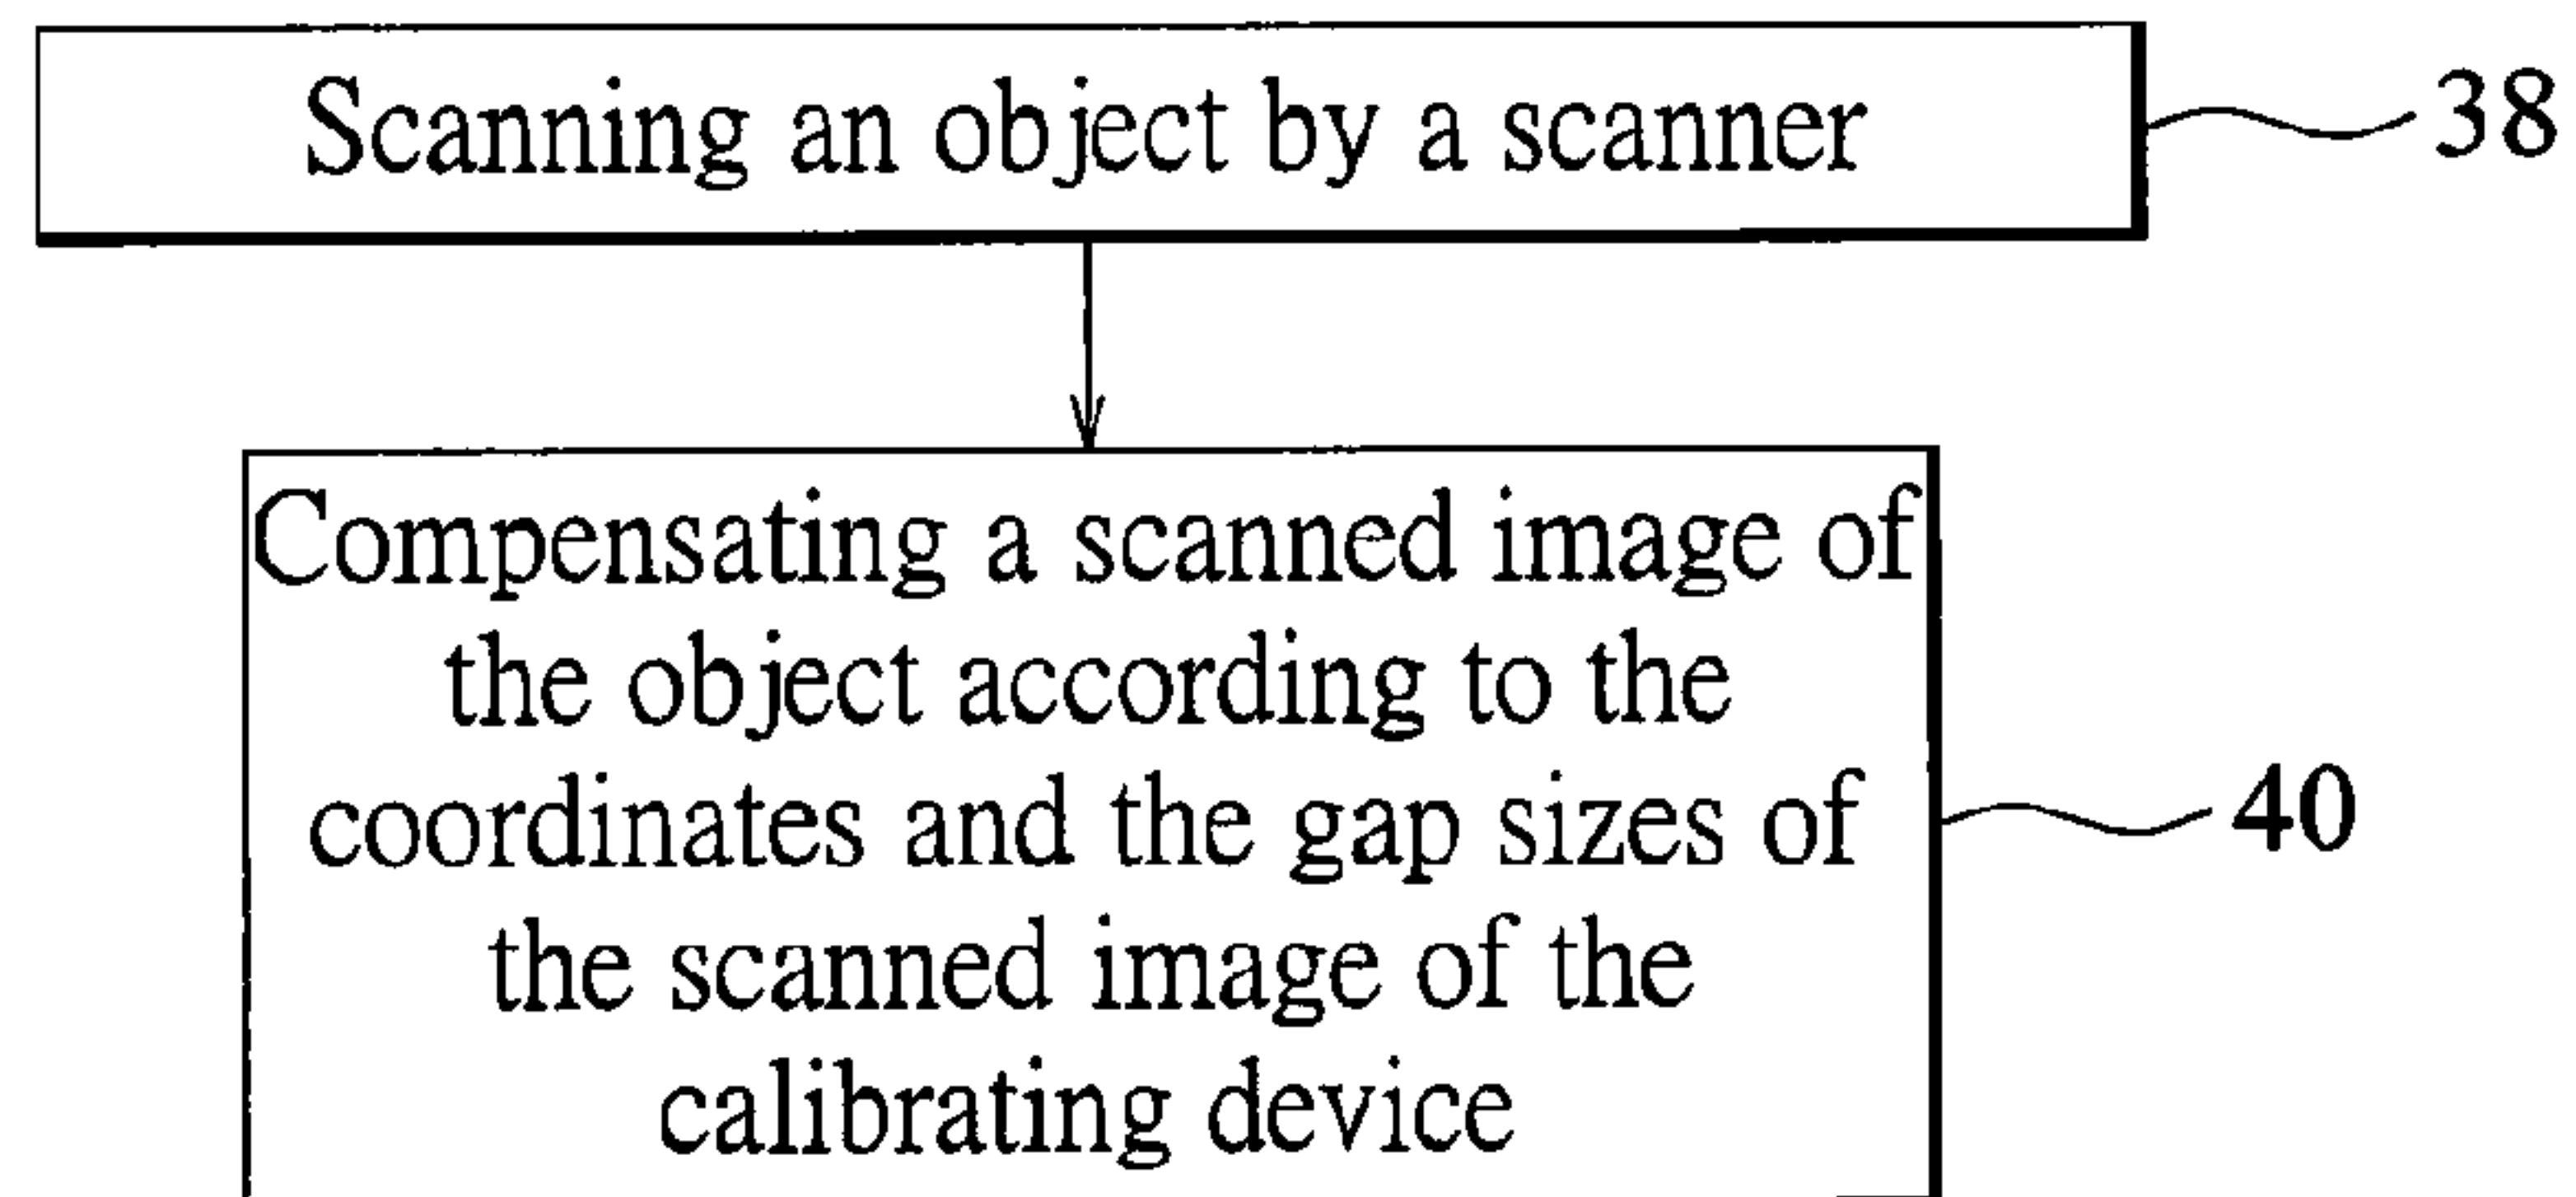 Scanning an object by a scanner
38
Compensating a scanned image of
the object according to the
coordinates and the gap sizes of
40
the scanned image of the
calibrating device